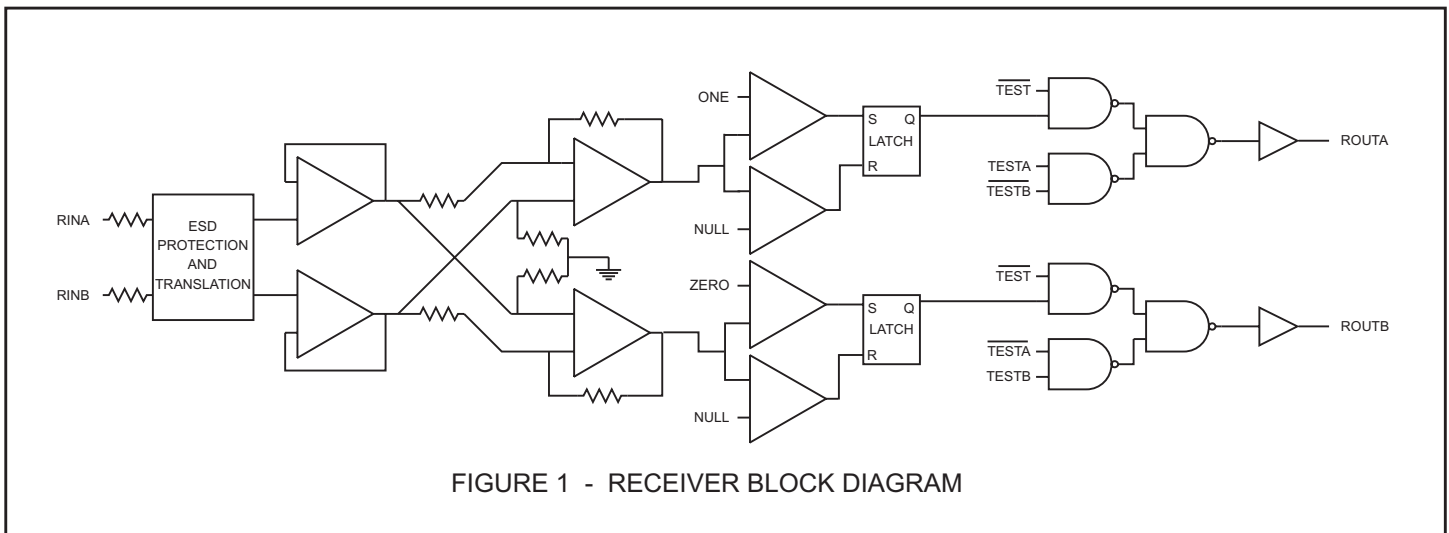 RINA
RINB
ESD
PROTECTION
AND
TRANSLATION
ONE
NULL
S Q
LATCH
R
TEST
TESTA
TESTB
ROUTA
ZERO
NULL
S Q
LATCH
R
TEST
TESTA
TESTB
ROUTB
FIGURE 1 - RECEIVER BLOCK DIAGRAM